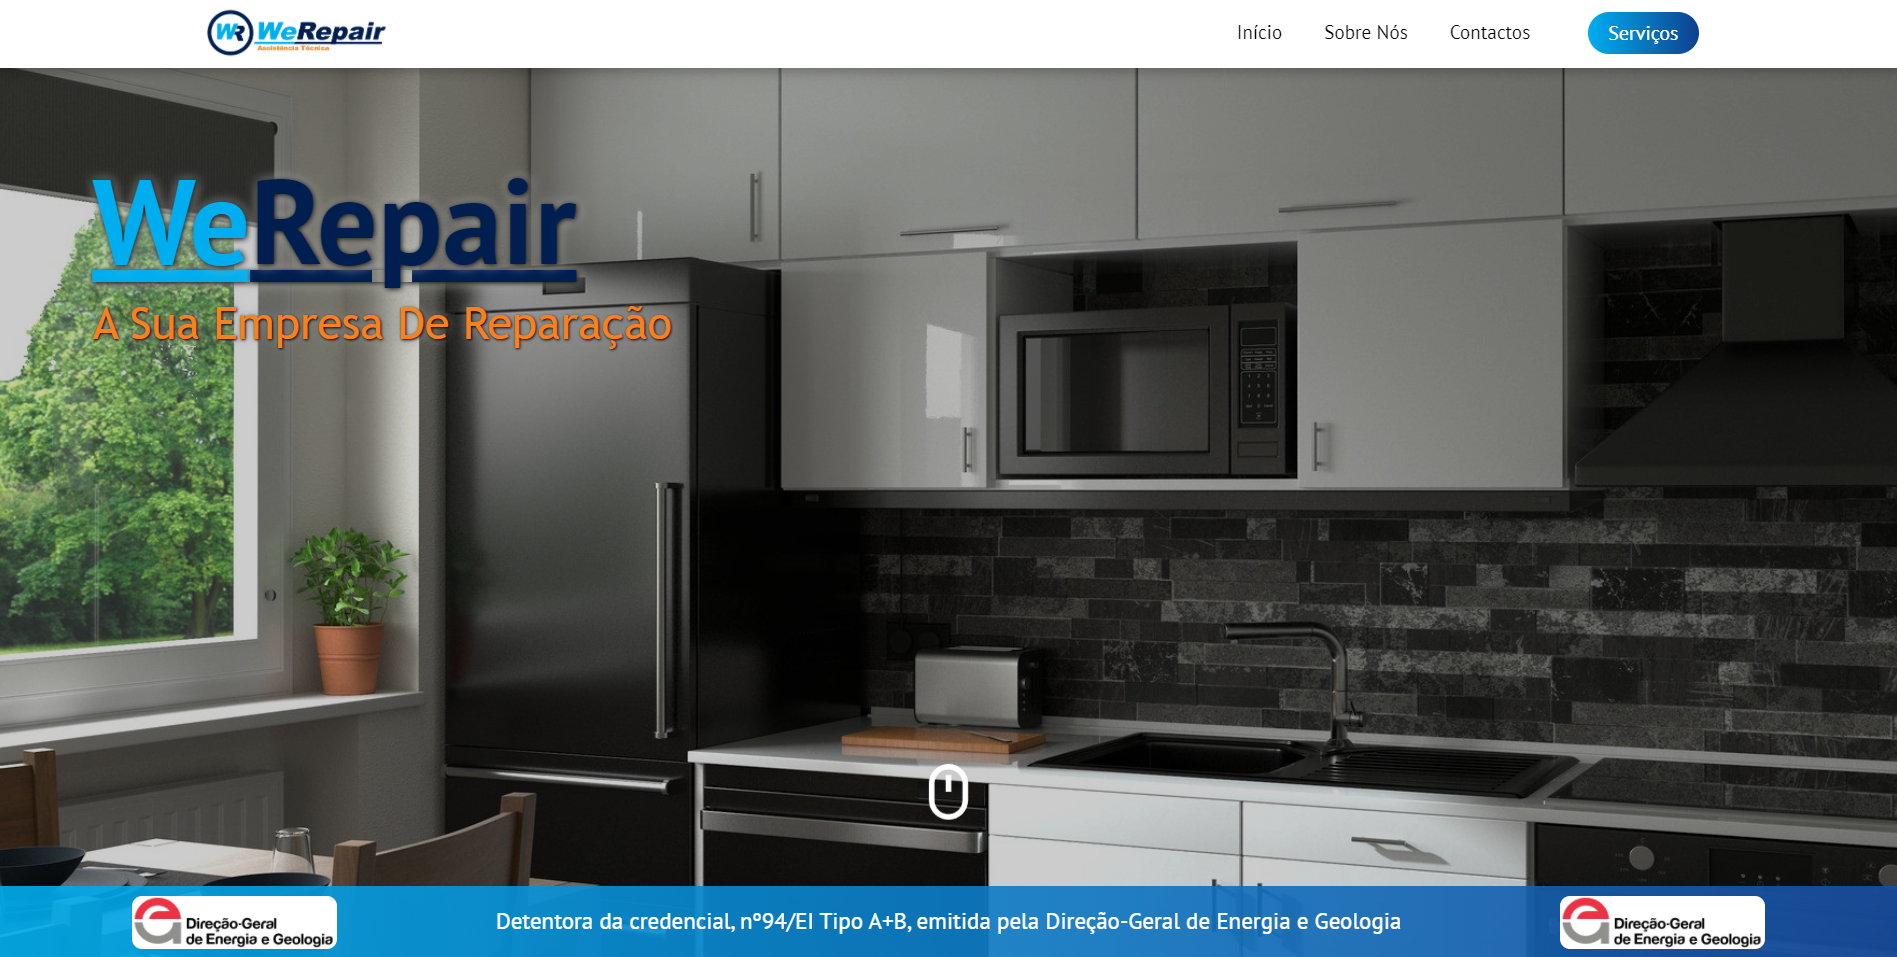 WR WeRepair
Assistência Técnica
Início
Sobre Nós
Contactos
Serviços
WeRepair
A Sua Empresa De Reparação
Direção-Geral
de Energia e Geologia
Detentora da credencial, nº94/EI Tipo A+B, emitida pela Direção-Geral de Energia e Geologia
Direção-Geral
de Energia e Geologia